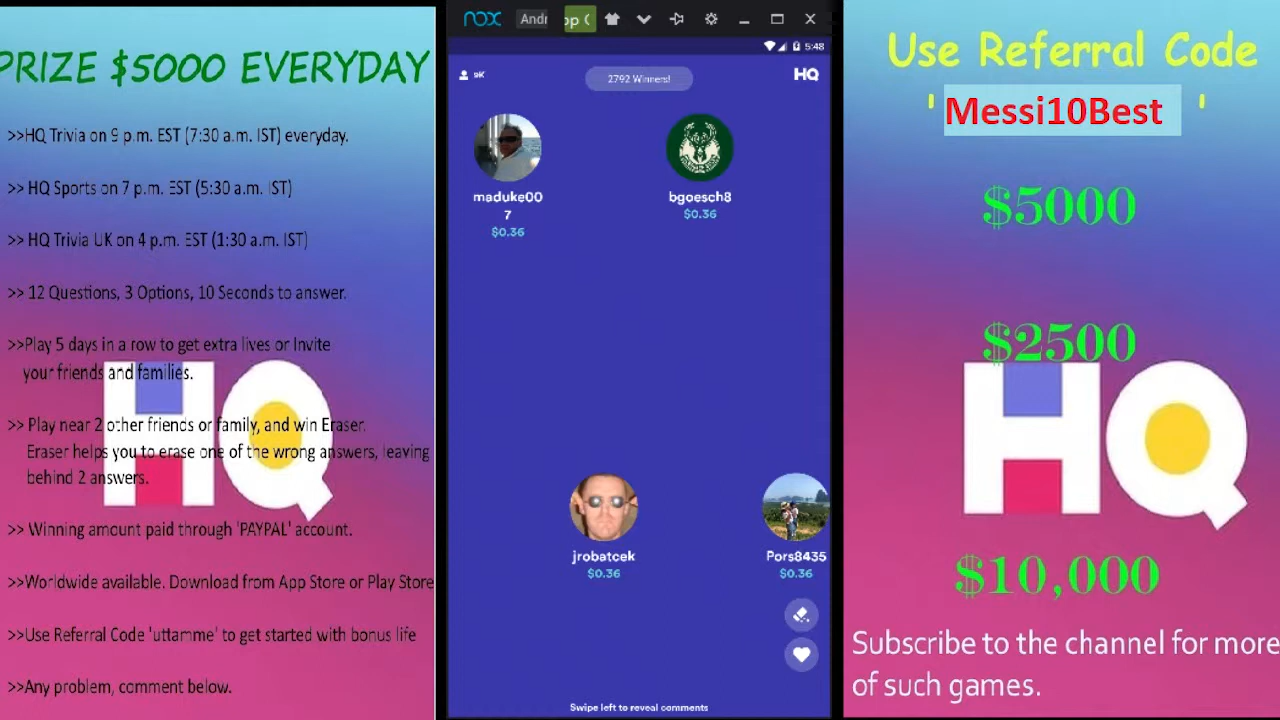 PRIZE $5000 EVERYDAY
>>HQ Trivia on 9 p.m. EST (7:30 a.m. IST) everyday.
>> HQ Sports on 7 p.m. EST (5:30 a.m. IST)
>> HQ Trivia UK on 4 p.m. EST (1:30 a.m. IST)
>> 12 Questions, 3 Options, 10 Seconds to answer.
>>Play 5 days in a row to get extra lives or Invite
your friends and families.
>> Play near 2 other friends or family, and win Eraser.
Eraser helps you to erase one of the wrong answers, leaving
behind 2 answers.
>> Winning amount paid through 'PAYPAL' account.
>>Worldwide available. Download from App Store or Play Store
>>Use Referral Code 'uttamme' to get started with bonus life
>>Any problem, comment below.
HQ
nox Andr op
5:48
9K 2792 Winners! HQ
maduke00
7
$0.36
bgoesch8
$0.36
jrobatcek
$0.36
Pors8435
$0.36
Swipe left to reveal comments
Use Referral Code
' Messi10Best '
$5000
$2500
HQ
$10,000
Subscribe to the channel for more
of such games.